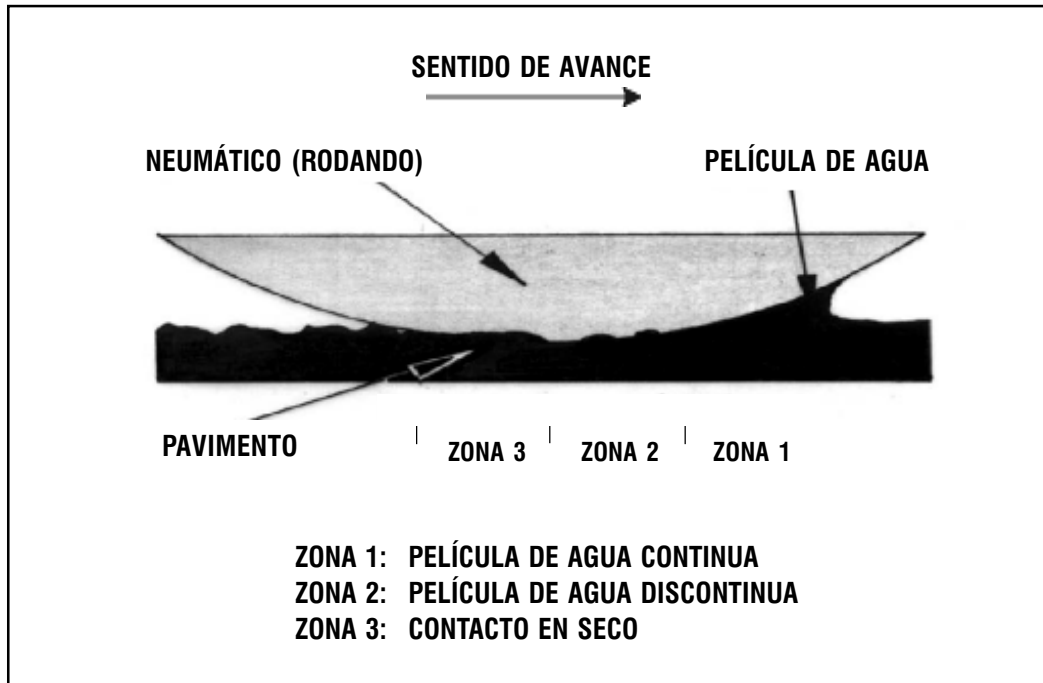 SENTIDO DE AVANCE
NEUMÁTICO (RODANDO)
PELÍCULA DE AGUA
PAVIMENTO
ZONA 3
ZONA 2
ZONA 1
ZONA 1: PELÍCULA DE AGUA CONTINUA
ZONA 2: PELÍCULA DE AGUA DISCONTINUA
ZONA 3: CONTACTO EN SECO